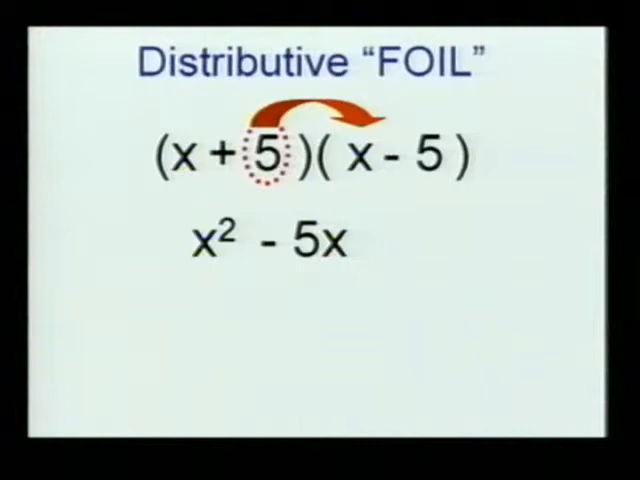 Distributive “FOIL”
(x + 5 )( x - 5 )
x² - 5x